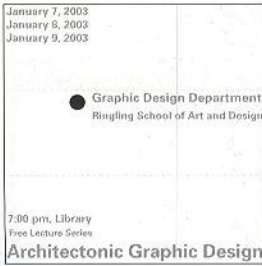 January 7, 2003
January 8, 2003
January 9, 2003
Graphic Design Department
Ringling School of Art and Design
7:00 pm, Library
Free Lecture Series
Architectonic Graphic Design